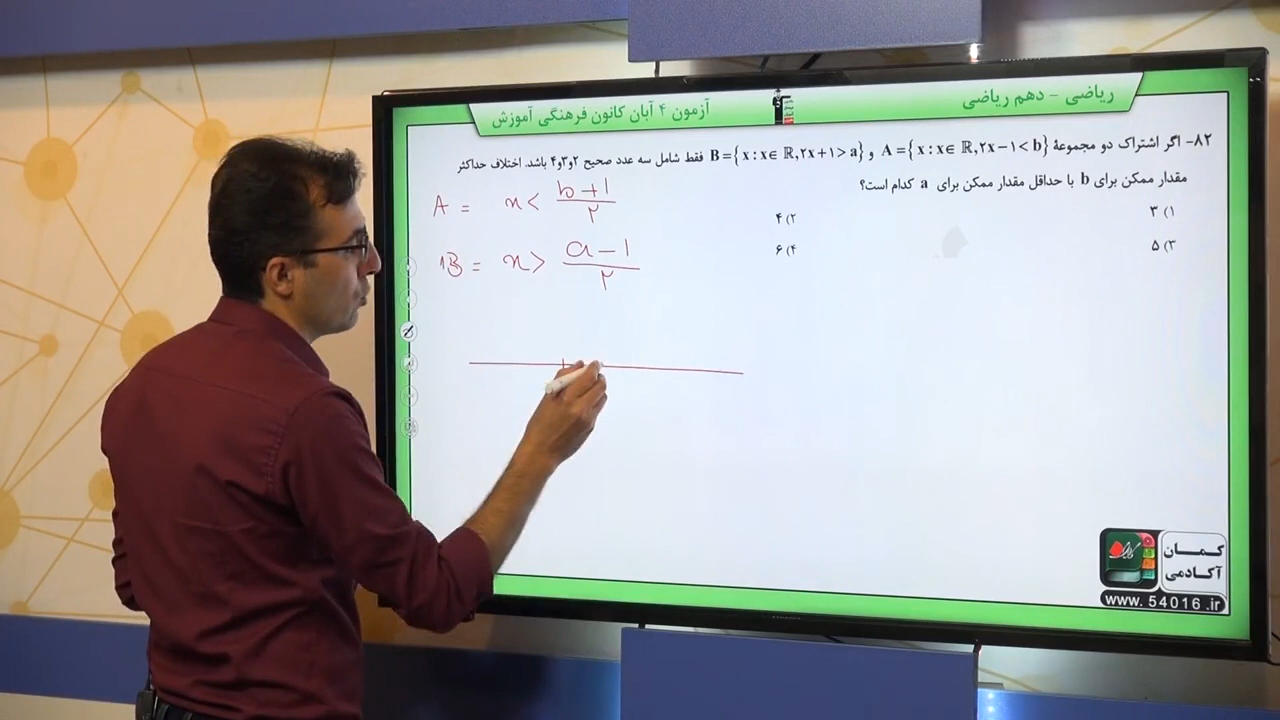 ریاضی - دهم ریاضی
آزمون ۴ آبان کانون فرهنگی آموزش
۸۲- اگر اشتراک دو مجموعهٔ A={x:x∈ℝ,۲x-۱<b} و B={x:x∈ℝ,۲x+۱>a} فقط شامل سه عدد صحیح ۲و۳و۴ باشد. اختلاف حداکثر
مقدار ممکن برای b با حداقل مقدار ممکن برای a کدام است؟
۱) ۳
۲) ۴
۳) ۵
۴) ۶
A = x < (b+1)/۲
B = x > (a-1)/۲
کمان
آکادمی
www.54016.ir